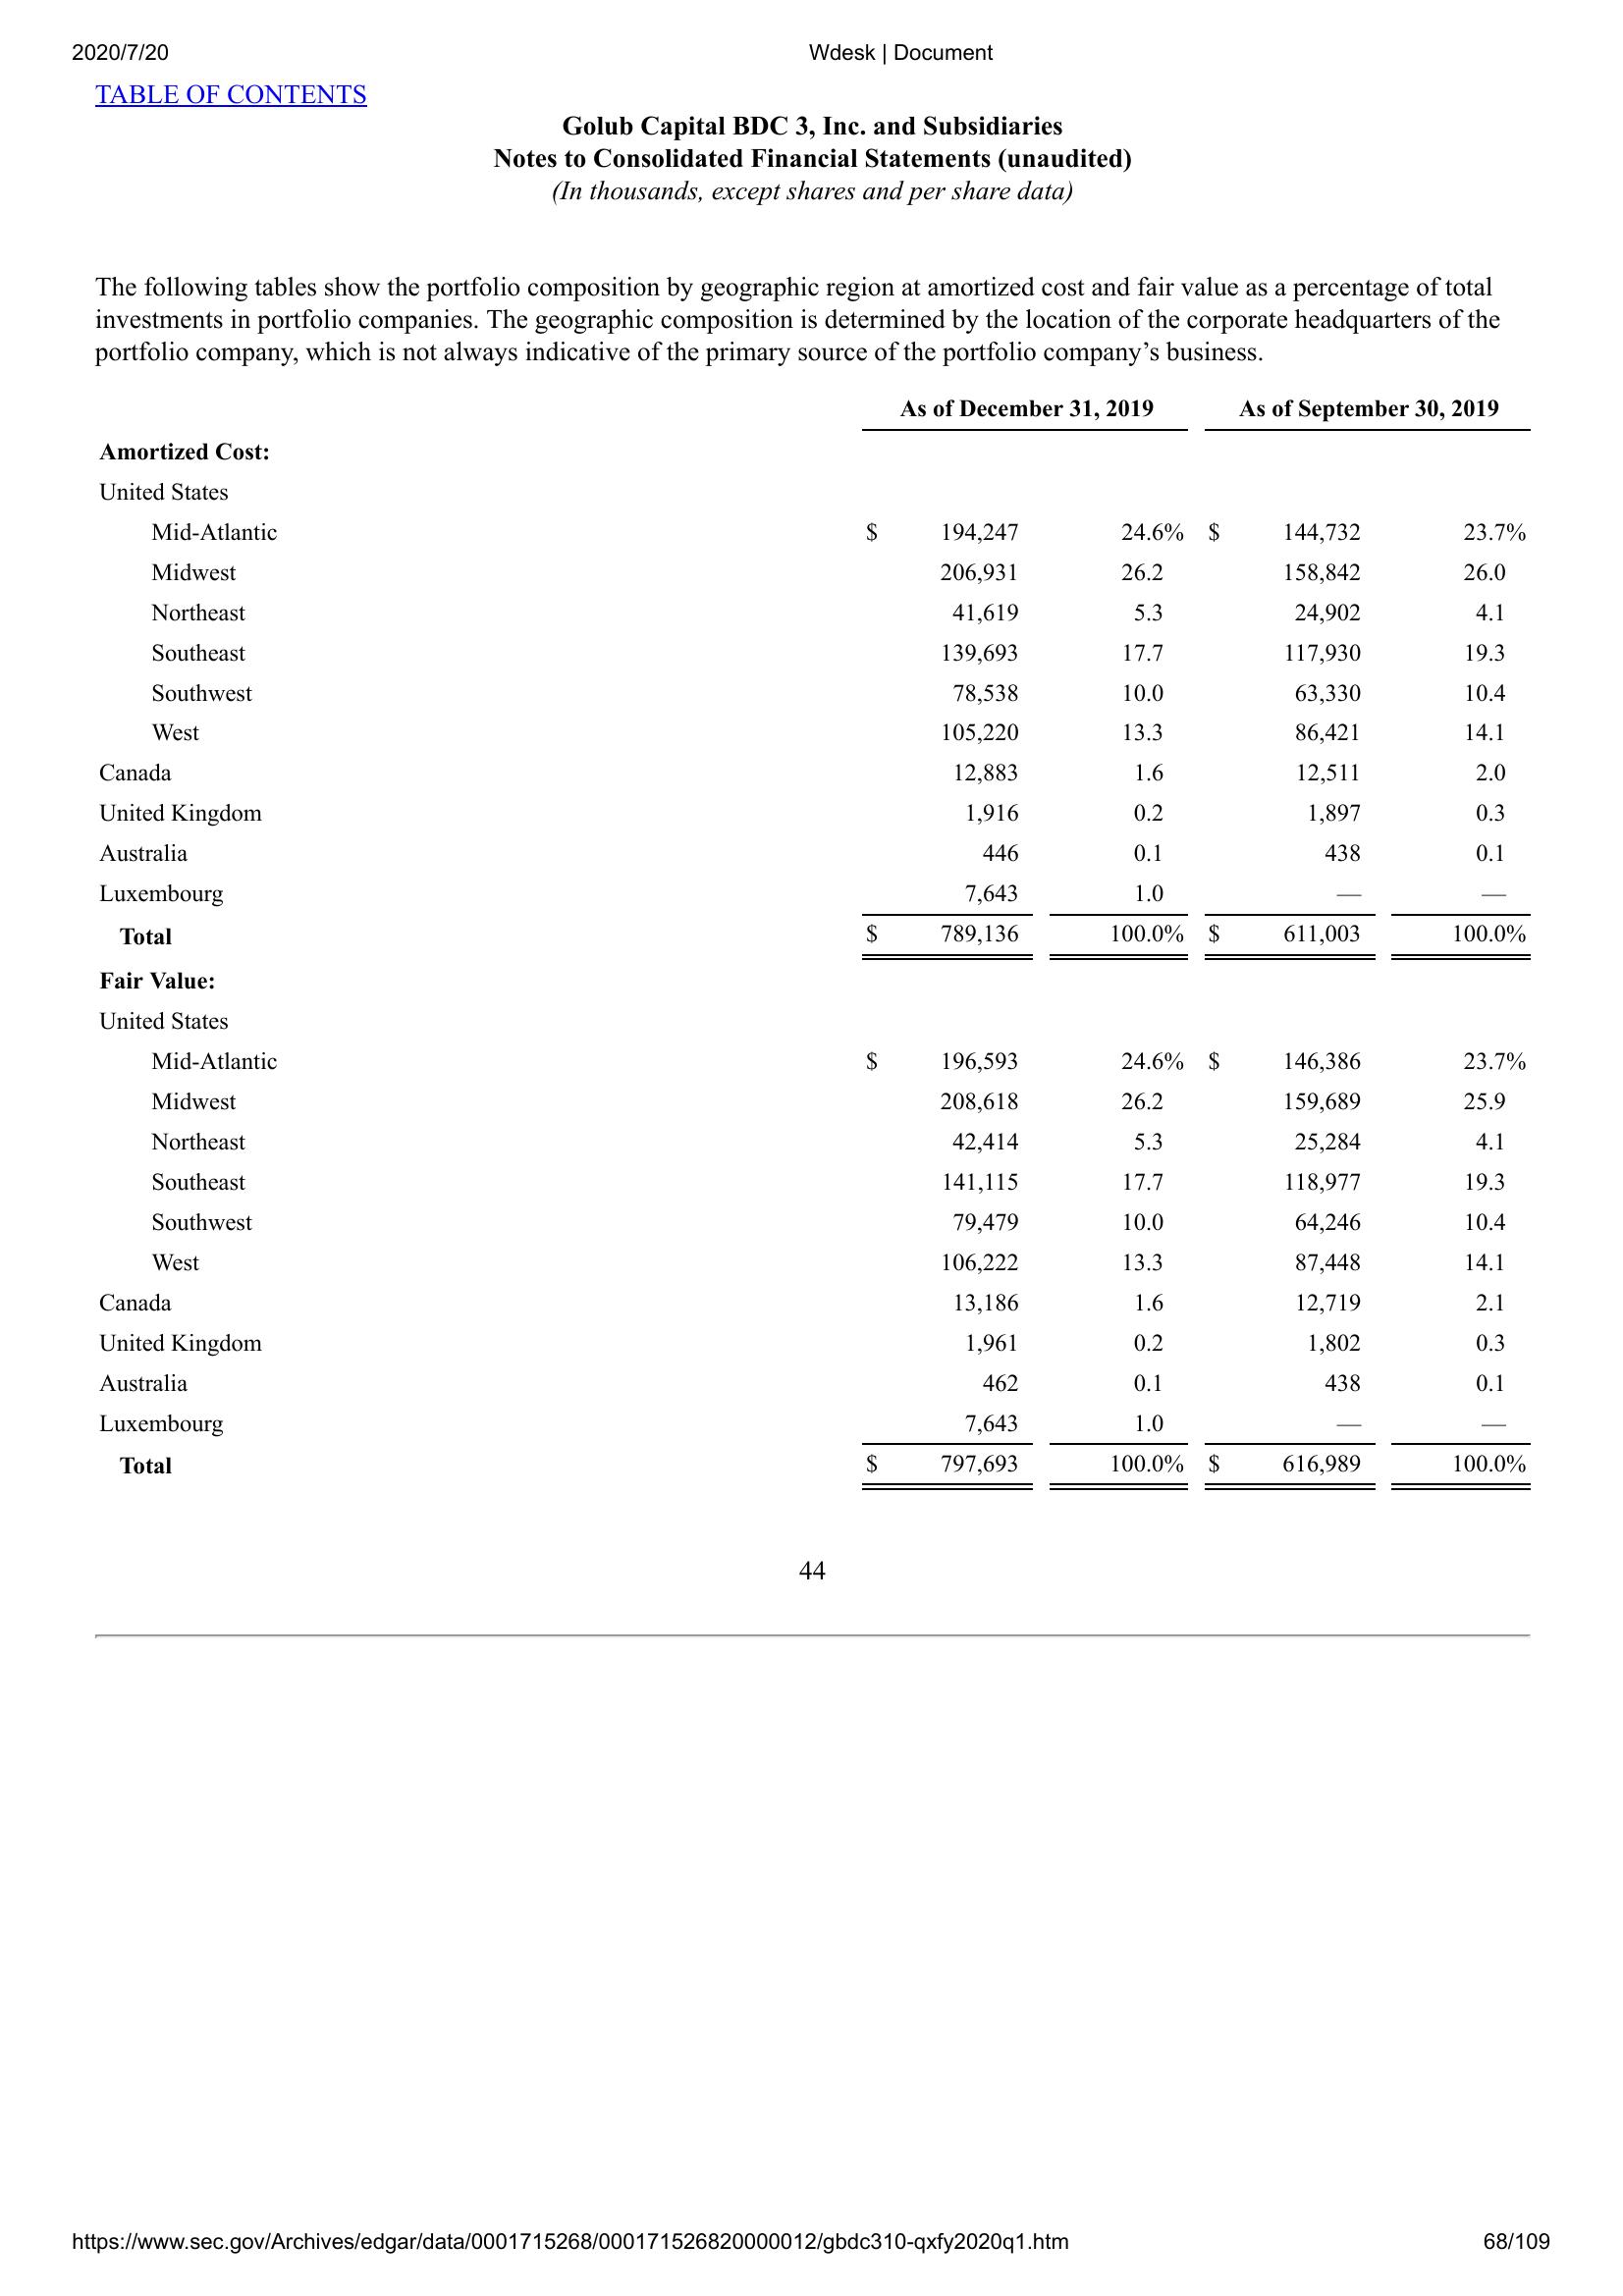 2020/7/20 Wdesk | Document
TABLE OF CONTENTS
Golub Capital BDC 3, Inc. and Subsidiaries
Notes to Consolidated Financial Statements (unaudited)
(In thousands, except shares and per share data)
The following tables show the portfolio composition by geographic region at amortized cost and fair value as a percentage of total
investments in portfolio companies. The geographic composition is determined by the location of the corporate headquarters of the
portfolio company, which is not always indicative of the primary source of the portfolio company’s business.
As of December 31, 2019 As of September 30, 2019
Amortized Cost:
United States
Mid-Atlantic $ 194,247 24.6% $ 144,732 23.7%
Midwest 206,931 26.2 158,842 26.0
Northeast 41,619 5.3 24,902 4.1
Southeast 139,693 17.7 117,930 19.3
Southwest 78,538 10.0 63,330 10.4
West 105,220 13.3 86,421 14.1
Canada 12,883 1.6 12,511 2.0
United Kingdom 1,916 0.2 1,897 0.3
Australia 446 0.1 438 0.1
Luxembourg 7,643 1.0 — —
Total $ 789,136 100.0% $ 611,003 100.0%
Fair Value:
United States
Mid-Atlantic $ 196,593 24.6% $ 146,386 23.7%
Midwest 208,618 26.2 159,689 25.9
Northeast 42,414 5.3 25,284 4.1
Southeast 141,115 17.7 118,977 19.3
Southwest 79,479 10.0 64,246 10.4
West 106,222 13.3 87,448 14.1
Canada 13,186 1.6 12,719 2.1
United Kingdom 1,961 0.2 1,802 0.3
Australia 462 0.1 438 0.1
Luxembourg 7,643 1.0 — —
Total $ 797,693 100.0% $ 616,989 100.0%
44
https://www.sec.gov/Archives/edgar/data/0001715268/000171526820000012/gbdc310-qxfy2020q1.htm 68/109